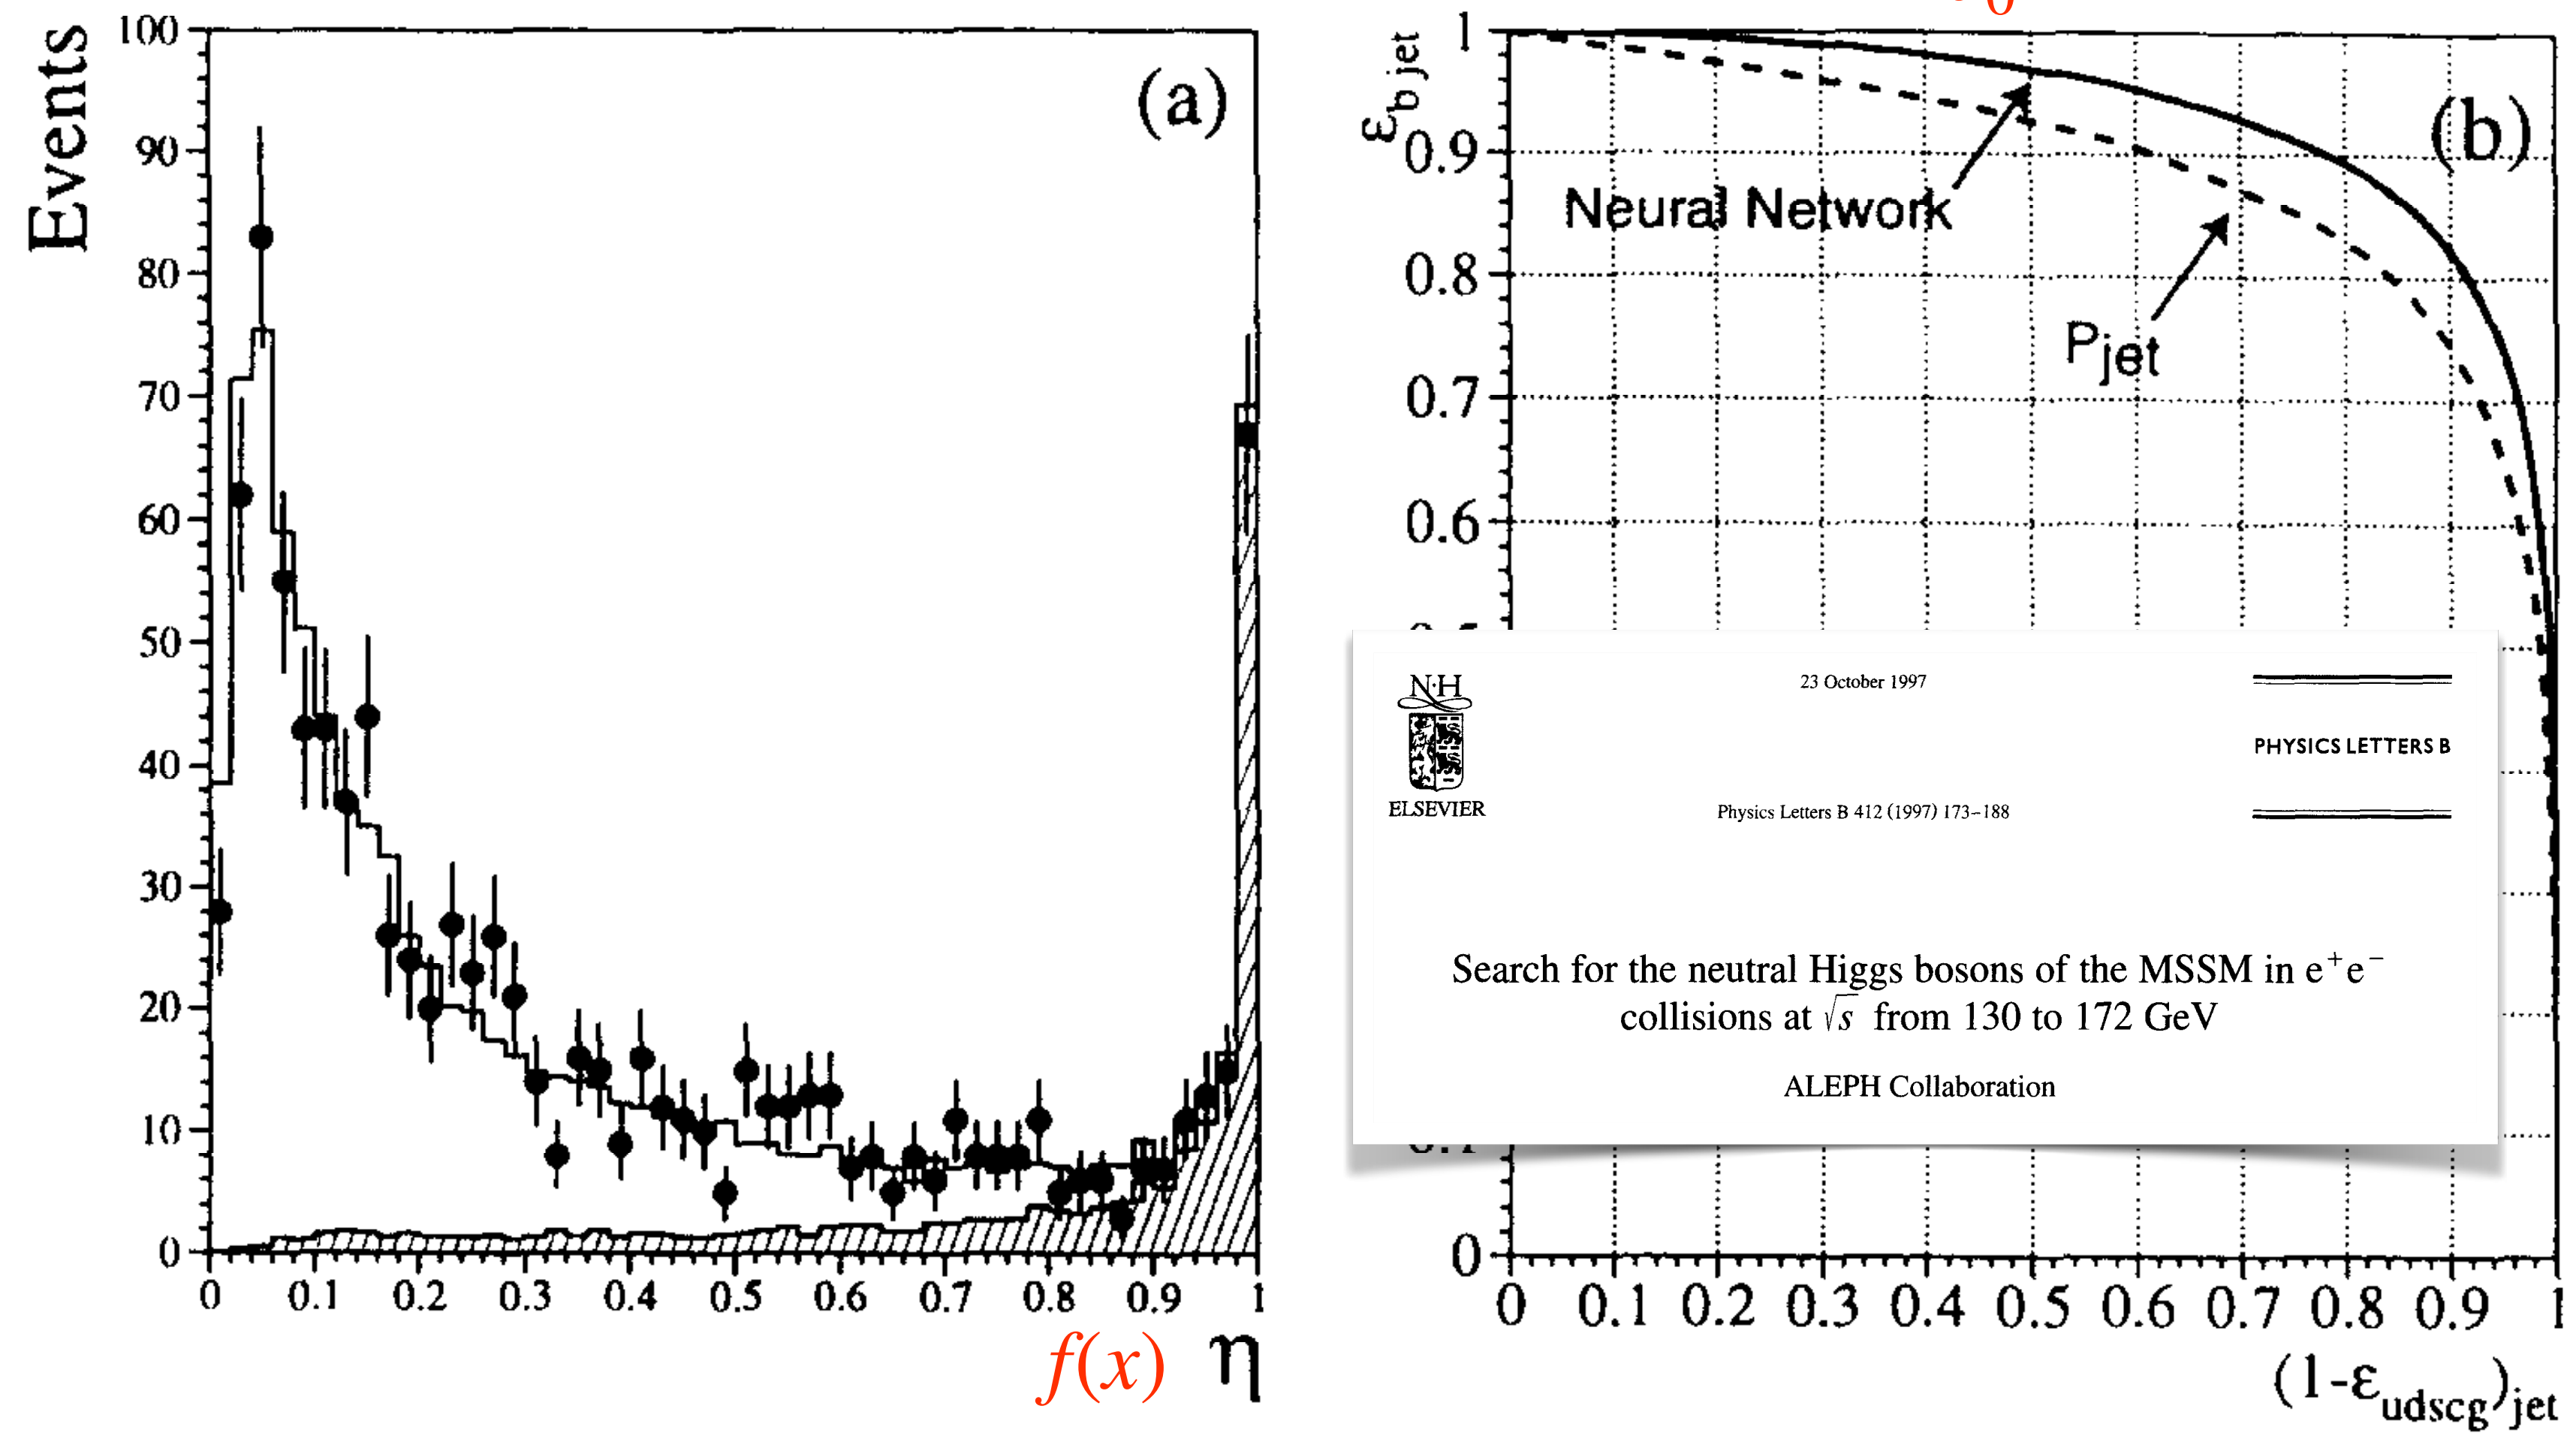 Events
100
90
80
70
60
50
40
30
20
10
0
(a)
0 0.1 0.2 0.3 0.4 0.5 0.6 0.7 0.8 0.9 1
f(x) η
0
ε_b jet
1
0.9
0.8
0.7
0.6
0
(b)
Neural Network
P_jet
N·H
ELSEVIER
23 October 1997
Physics Letters B 412 (1997) 173–188
PHYSICS LETTERS B
Search for the neutral Higgs bosons of the MSSM in e⁺e⁻
collisions at √s from 130 to 172 GeV
ALEPH Collaboration
0 0.1 0.2 0.3 0.4 0.5 0.6 0.7 0.8 0.9 1
(1-ε_udscg)_jet